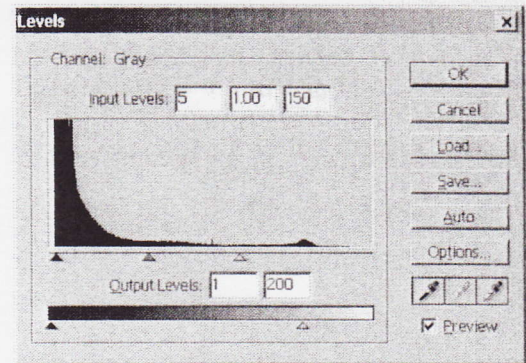 Levels
Channel: Gray
Input Levels: 5 1.00 150
Output Levels: 1 200
OK
Cancel
Load...
Save...
Auto
Options...
Preview